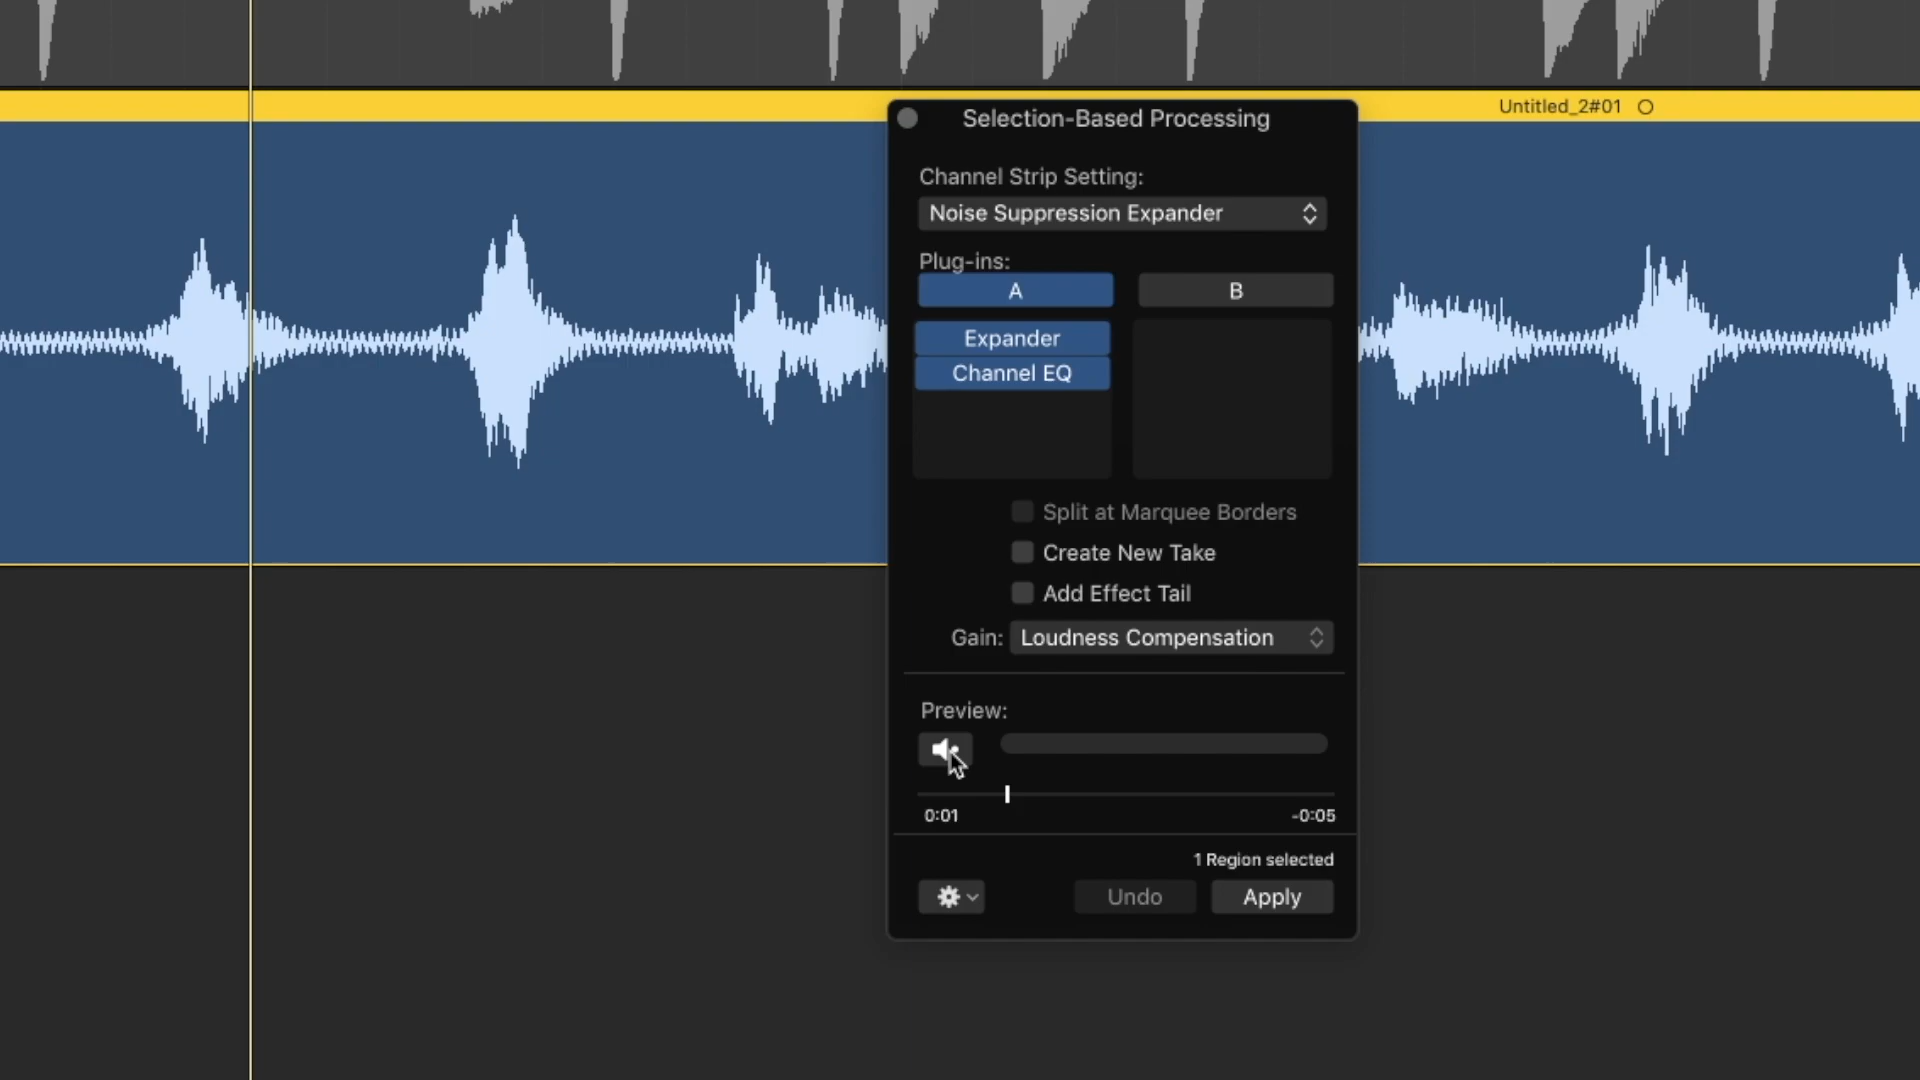 Untitled_2#01
Selection-Based Processing
Channel Strip Setting:
Noise Suppression Expander
Plug-ins:
A
B
Expander
Channel EQ
Split at Marquee Borders
Create New Take
Add Effect Tail
Gain: Loudness Compensation
Preview:
0:01 -0:05
1 Region selected
Undo Apply